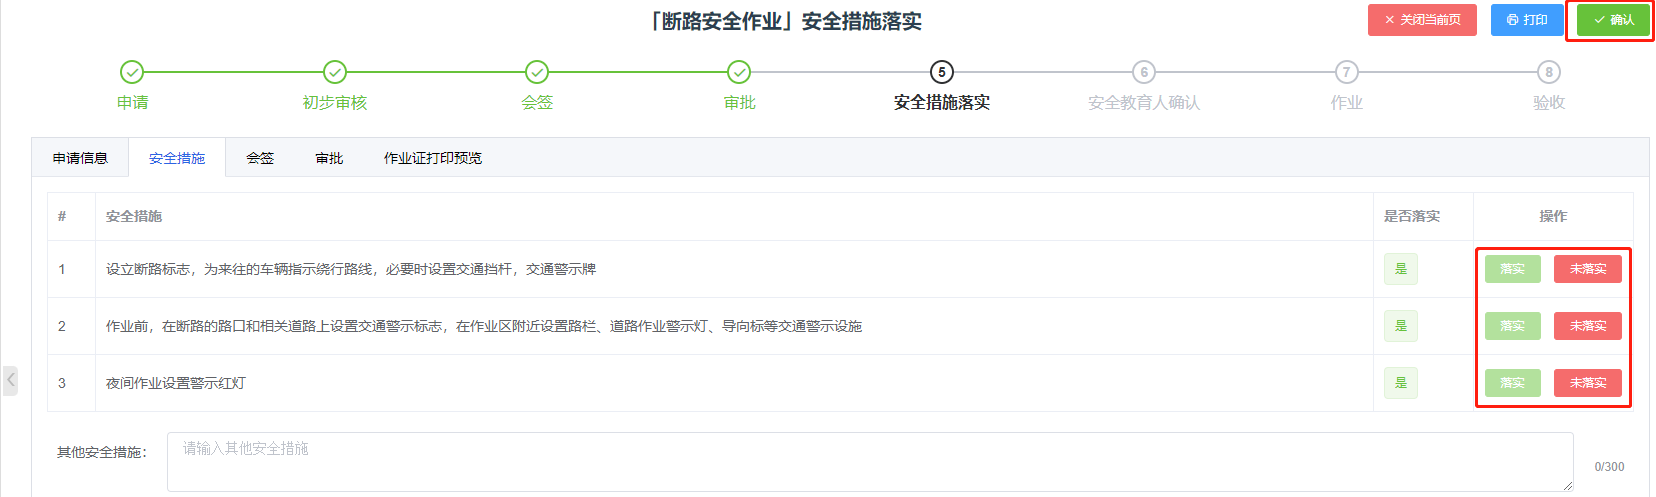 「断路安全作业」安全措施落实
关闭当前页 打印 确认
5 6 7 8
申请 初步审核 会签 审批 安全措施落实 安全教育人确认 作业 验收
申请信息 安全措施 会签 审批 作业证打印预览
# 安全措施 是否落实 操作
1 设立断路标志，为来往的车辆指示绕行路线，必要时设置交通挡杆，交通警示牌 是 落实 未落实
2 作业前，在断路的路口和相关道路上设置交通警示标志，在作业区附近设置路栏、道路作业警示灯、导向标等交通警示设施 是 落实 未落实
3 夜间作业设置警示红灯 是 落实 未落实
其他安全措施： 请输入其他安全措施
0/300